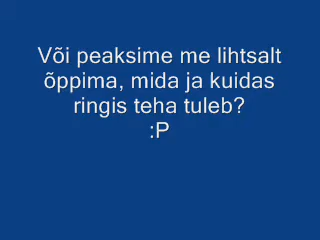 Või peaksime me lihtsalt
õppima, mida ja kuidas
ringis teha tuleb?
:P